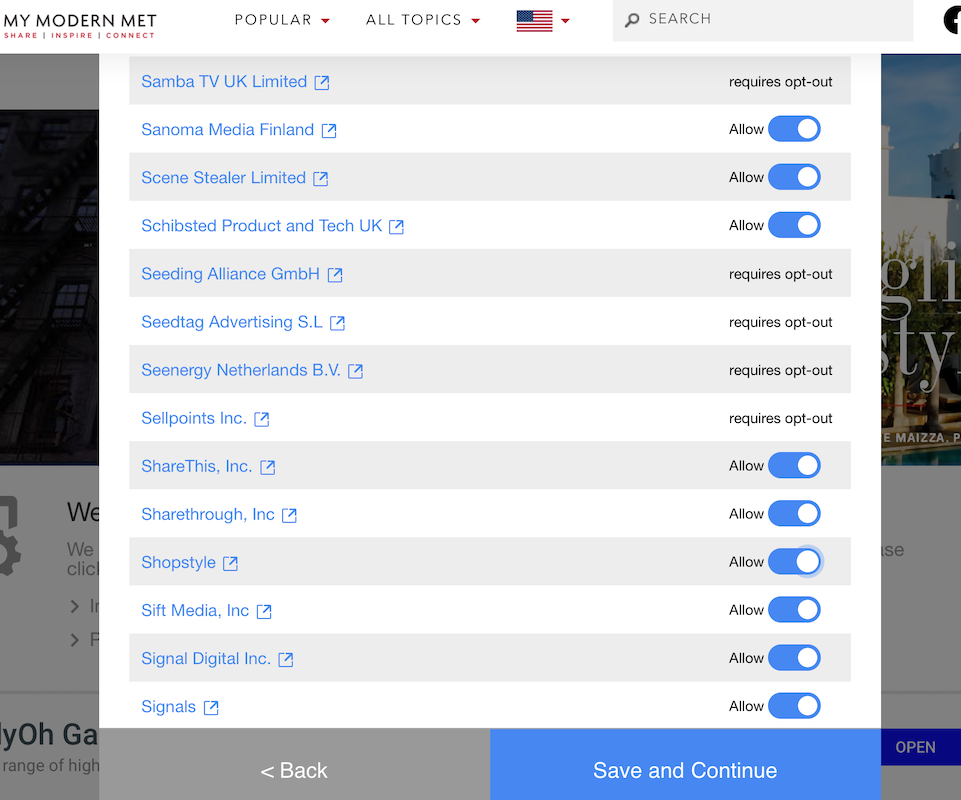 MY MODERN MET
SHARE | INSPIRE | CONNECT
POPULAR
ALL TOPICS
SEARCH
Samba TV UK Limited requires opt-out
Sanoma Media Finland Allow
Scene Stealer Limited Allow
Schibsted Product and Tech UK Allow
Seeding Alliance GmbH requires opt-out
Seedtag Advertising S.L requires opt-out
Seenergy Netherlands B.V. requires opt-out
Sellpoints Inc. requires opt-out
ShareThis, Inc. Allow
Sharethrough, Inc Allow
Shopstyle Allow
Sift Media, Inc Allow
Signal Digital Inc. Allow
Signals Allow
< Back
Save and Continue
gli
sty
E MAIZZA, P
We
We
click
ase
lyOh Ga
range of high
OPEN